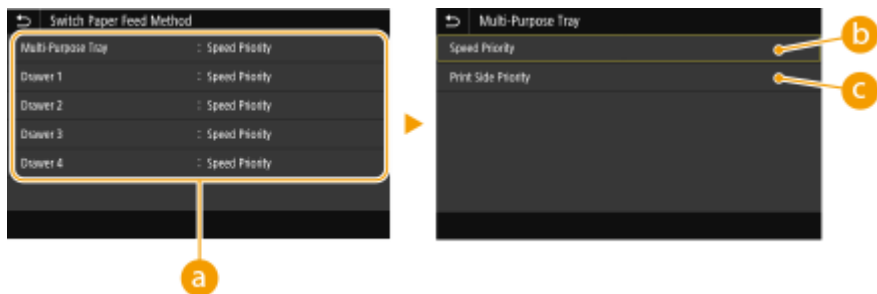 Switch Paper Feed Method
Multi-Purpose Tray : Speed Priority
Drawer 1 : Speed Priority
Drawer 2 : Speed Priority
Drawer 3 : Speed Priority
Drawer 4 : Speed Priority
a
Multi-Purpose Tray
Speed Priority
b
Print Side Priority
c